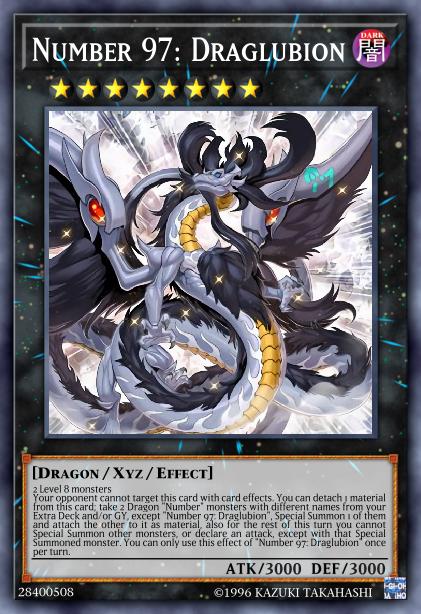 NUMBER 97: DRAGLUBION
DARK
闇
97
[DRAGON / XYZ / EFFECT]
2 Level 8 monsters
Your opponent cannot target this card with card effects. You can detach 1 material
from this card; take 2 Dragon "Number" monsters with different names from your
Extra Deck and/or GY, except "Number 97: Draglubion", Special Summon 1 of them
and attach the other to it as material, also for the rest of this turn you cannot
Special Summon other monsters, or declare an attack, except with that Special
Summoned monster. You can only use this effect of "Number 97: Draglubion" once
per turn.
ATK/3000 DEF/3000
28400508
©1996 KAZUKI TAKAHASHI